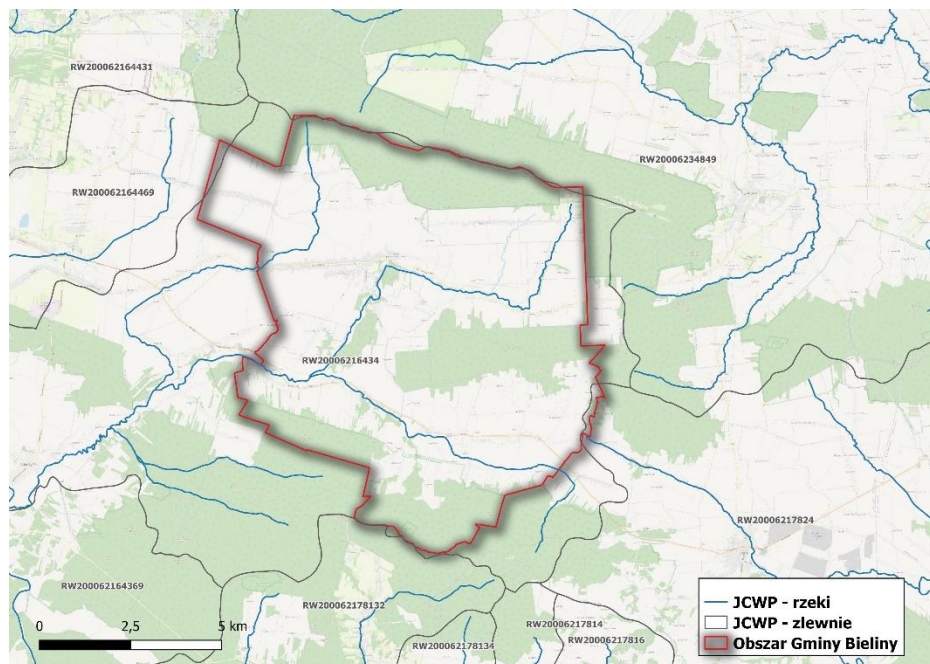 RW200062164431
RW20006234849
RW200062164469
RW20006216434
RW20006217824
RW200062164369
RW200062178132
RW200062178134
RW20006217814
RW20006217816
0 2,5 5 km
JCWP - rzeki
JCWP - zlewnie
Obszar Gminy Bieliny